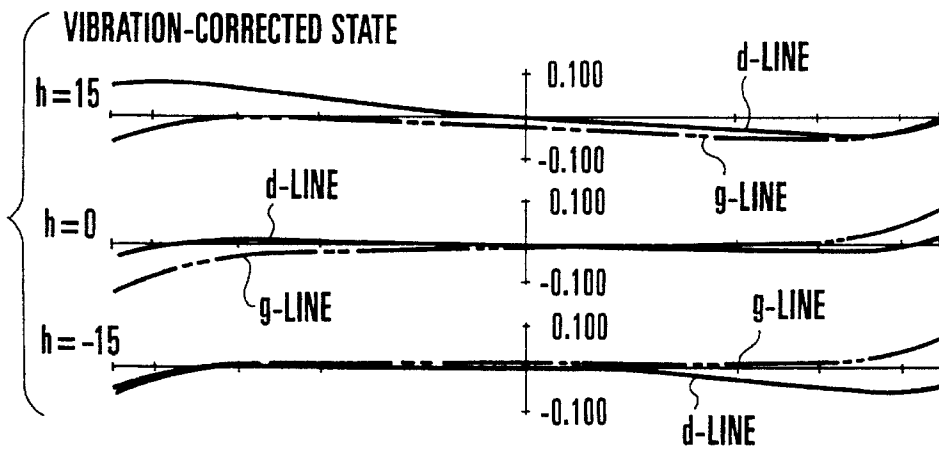 VIBRATION-CORRECTED STATE
h=15
0.100
d-LINE
-0.100
g-LINE
d-LINE
h=0
0.100
-0.100
g-LINE
h=-15
0.100
g-LINE
-0.100
d-LINE